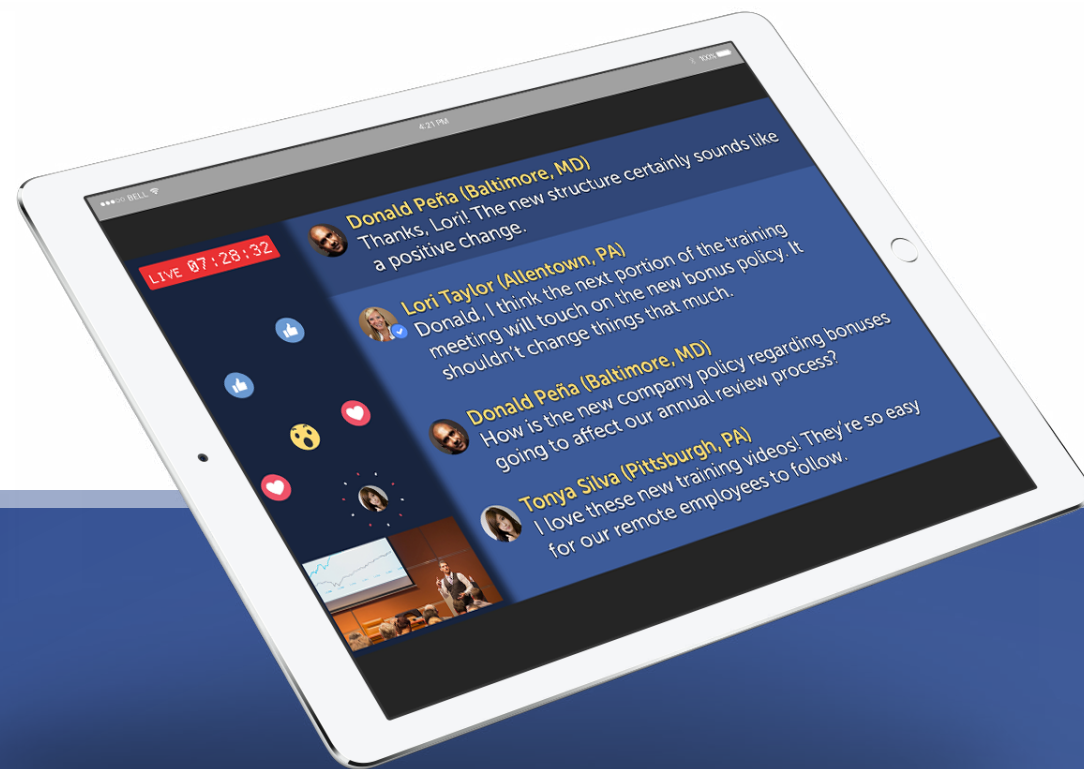 ●●●○○ BELL
4:21 PM
100%
LIVE 07:28:32
Donald Peña (Baltimore, MD)
Thanks, Lori! The new structure certainly sounds like
a positive change.
Lori Taylor (Allentown, PA)
Donald, I think the next portion of the training
meeting will touch on the new bonus policy. It
shouldn't change things that much.
Donald Peña (Baltimore, MD)
How is the new company policy regarding bonuses
going to affect our annual review process?
Tonya Silva (Pittsburgh, PA)
I love these new training videos! They're so easy
for our remote employees to follow.